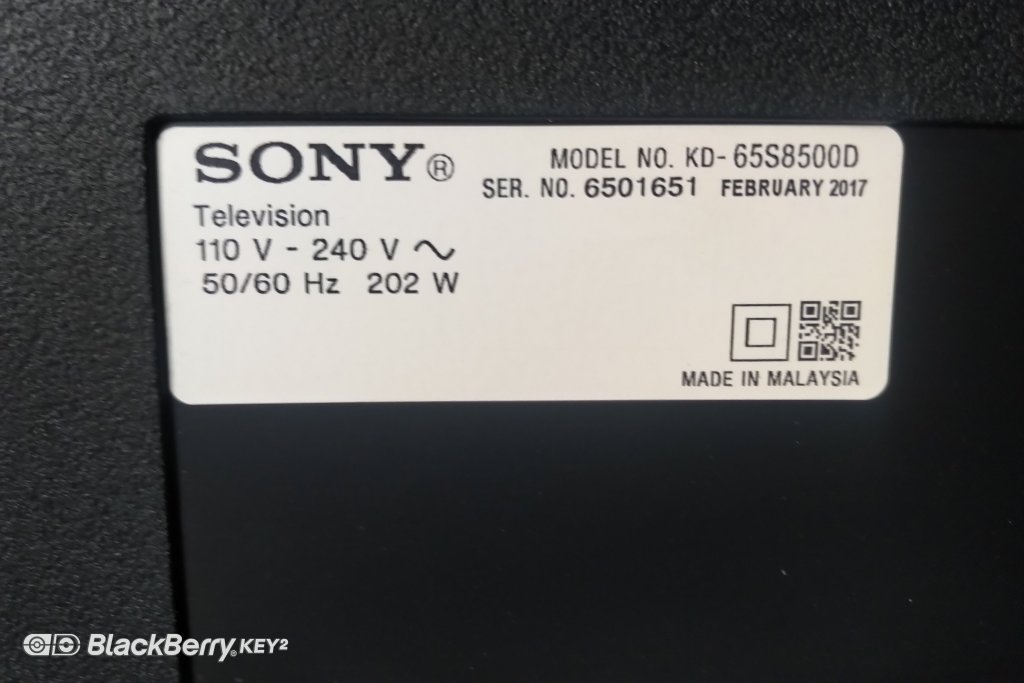 SONY®
MODEL NO. KD-65S8500D
SER. NO. 6501651 FEBRUARY 2017
Television
110 V - 240 V ~
50/60 Hz 202 W
MADE IN MALAYSIA
BlackBerry® KEY²